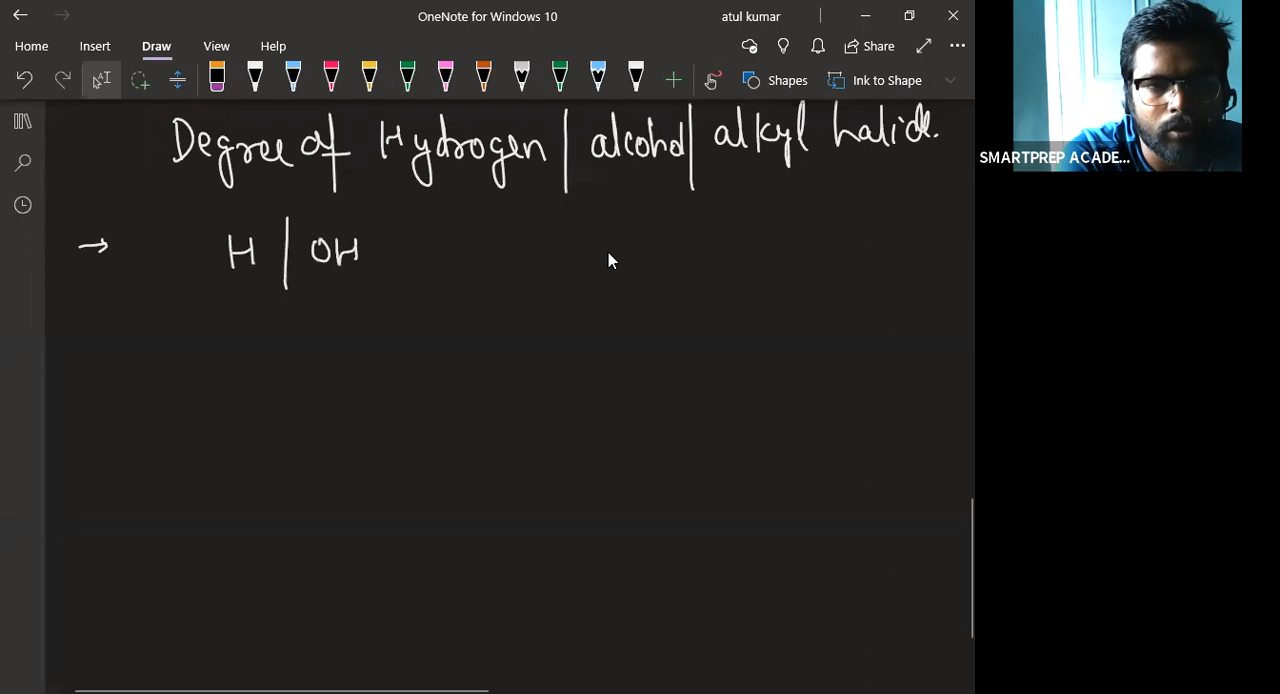 OneNote for Windows 10
atul kumar
Home Insert Draw View Help
Share
Shapes
Ink to Shape
Degree of Hydrogen | alcohol | alkyl halide.
→ H | OH
SMARTPREP ACADE...